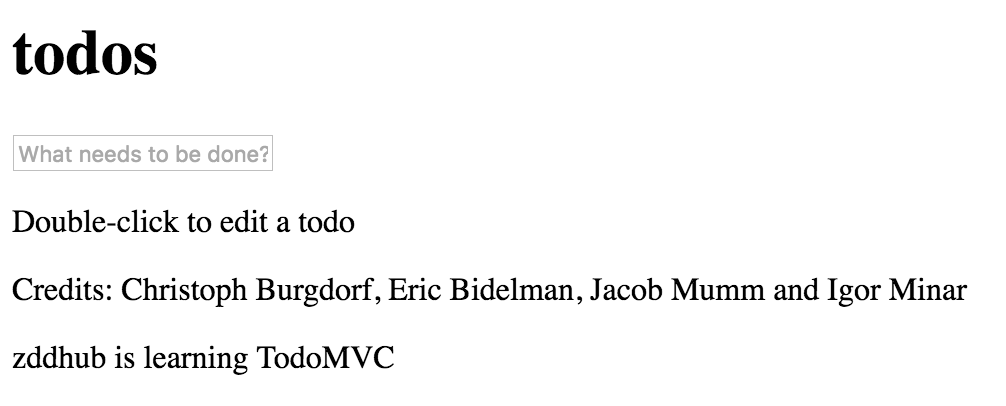 todos
What needs to be done?
Double-click to edit a todo
Credits: Christoph Burgdorf, Eric Bidelman, Jacob Mumm and Igor Minar
zddhub is learning TodoMVC